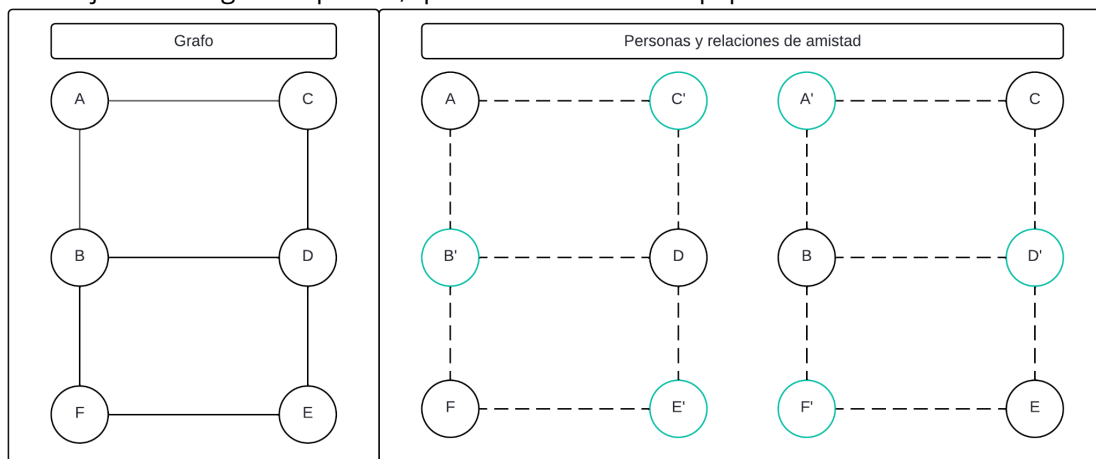 Grafo
Personas y relaciones de amistad
A C C' A' C
A
B D B' D B D'
F E F E' F' E